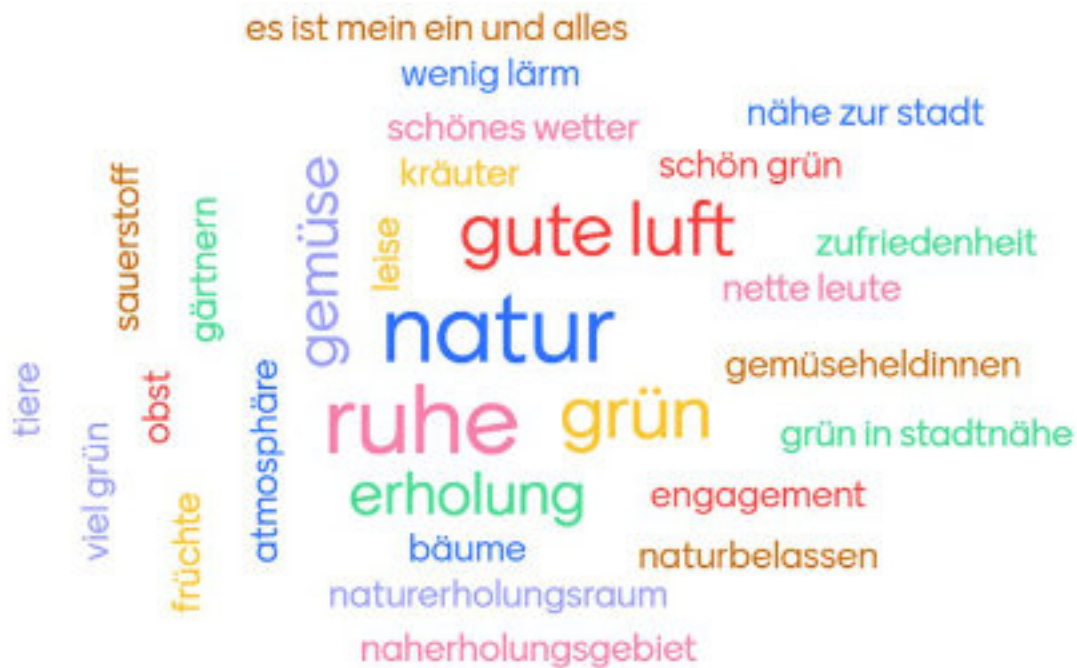 es ist mein ein und alles
wenig lärm
nähe zur stadt
schönes wetter
schön grün
kräuter
gemüse
sauerstoff
gärtnern
leise
gute luft
zufriedenheit
nette leute
natur
gemüseheldinnen
tiere
obst
atmosphäre
ruhe
grün
grün in stadtnähe
viel grün
erholung
engagement
früchte
bäume
naturbelassen
naturerholungsraum
naherholungsgebiet